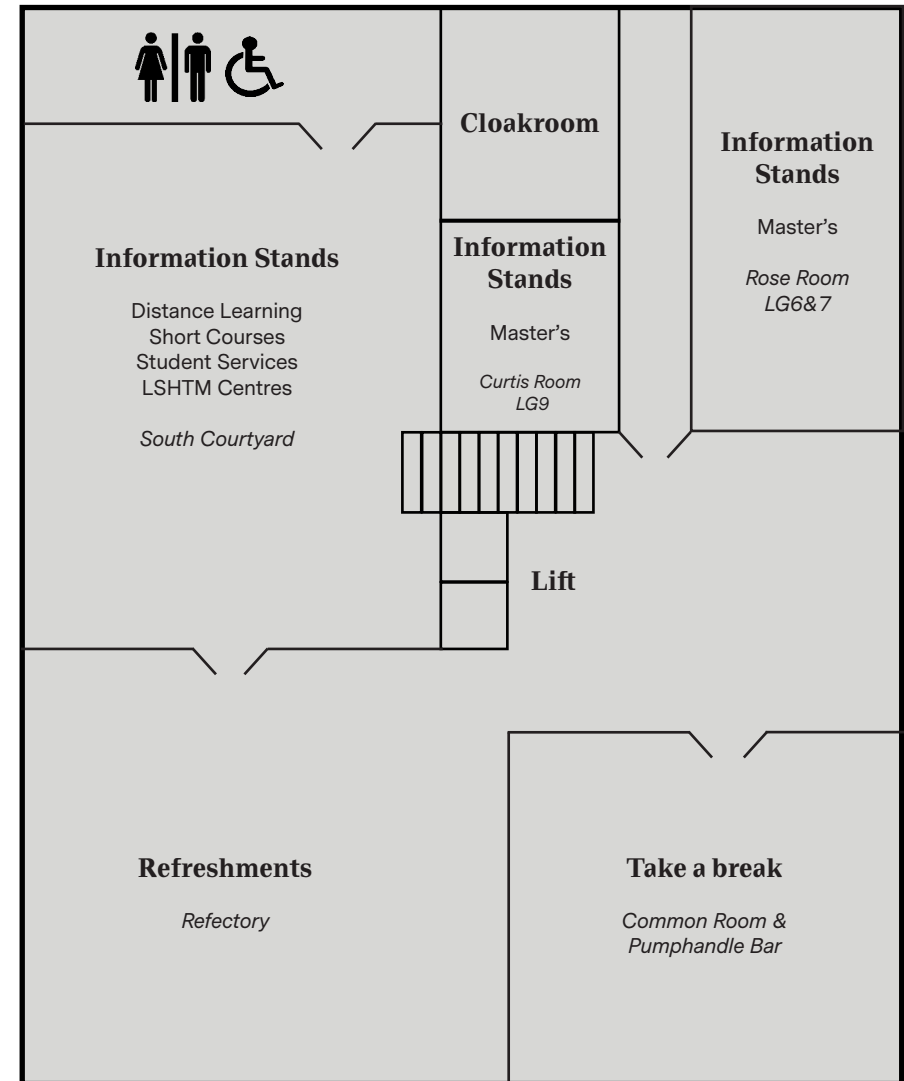 Cloakroom
Information
Stands
Master's
Rose Room
LG6&7
Information Stands
Distance Learning
Short Courses
Student Services
LSHTM Centres
South Courtyard
Information
Stands
Master's
Curtis Room
LG9
Lift
Refreshments
Refectory
Take a break
Common Room &
Pumphandle Bar